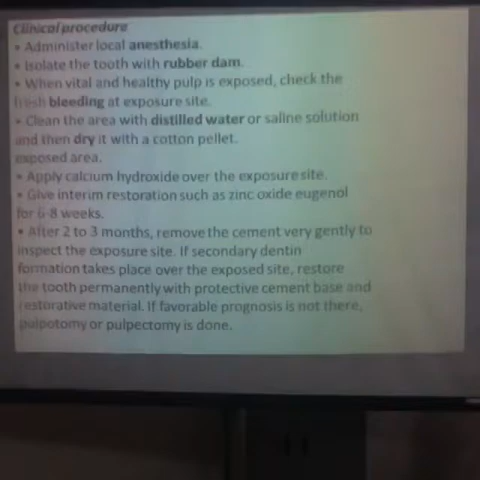 Clinical procedure
• Administer local anesthesia.
• Isolate the tooth with rubber dam.
• When vital and healthy pulp is exposed, check the
fresh bleeding at exposure site.
• Clean the area with distilled water or saline solution
and then dry it with a cotton pellet.
exposed area.
• Apply calcium hydroxide over the exposure site.
• Give interim restoration such as zinc oxide eugenol
for 6-8 weeks.
• After 2 to 3 months, remove the cement very gently to
inspect the exposure site. If secondary dentin
formation takes place over the exposed site, restore
the tooth permanently with protective cement base and
restorative material. If favorable prognosis is not there,
pulpotomy or pulpectomy is done.